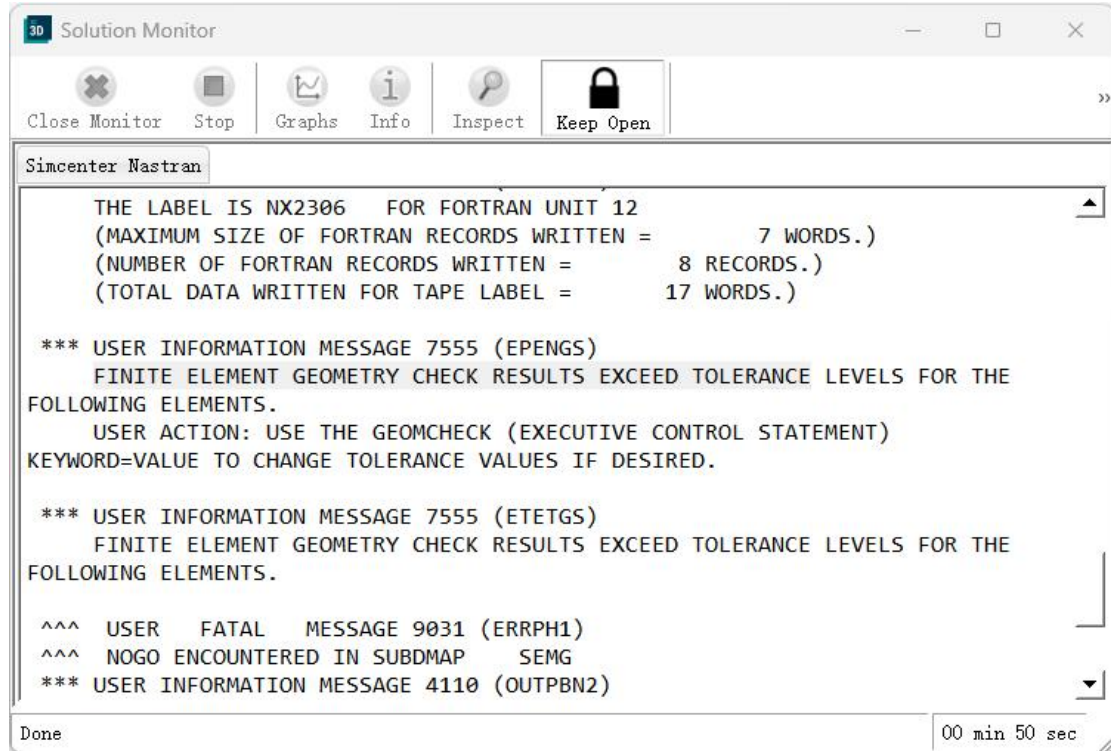 3D Solution Monitor
Close Monitor Stop Graphs Info Inspect Keep Open
Simcenter Nastran
THE LABEL IS NX2306 FOR FORTRAN UNIT 12
(MAXIMUM SIZE OF FORTRAN RECORDS WRITTEN = 7 WORDS.)
(NUMBER OF FORTRAN RECORDS WRITTEN = 8 RECORDS.)
(TOTAL DATA WRITTEN FOR TAPE LABEL = 17 WORDS.)
*** USER INFORMATION MESSAGE 7555 (EPENGS)
FINITE ELEMENT GEOMETRY CHECK RESULTS EXCEED TOLERANCE LEVELS FOR THE
FOLLOWING ELEMENTS.
USER ACTION: USE THE GEOMCHECK (EXECUTIVE CONTROL STATEMENT)
KEYWORD=VALUE TO CHANGE TOLERANCE VALUES IF DESIRED.
*** USER INFORMATION MESSAGE 7555 (ETETGS)
FINITE ELEMENT GEOMETRY CHECK RESULTS EXCEED TOLERANCE LEVELS FOR THE
FOLLOWING ELEMENTS.
^^^ USER FATAL MESSAGE 9031 (ERRPH1)
^^^ NOGO ENCOUNTERED IN SUBDMAP SEMG
*** USER INFORMATION MESSAGE 4110 (OUTPBN2)
Done 00 min 50 sec